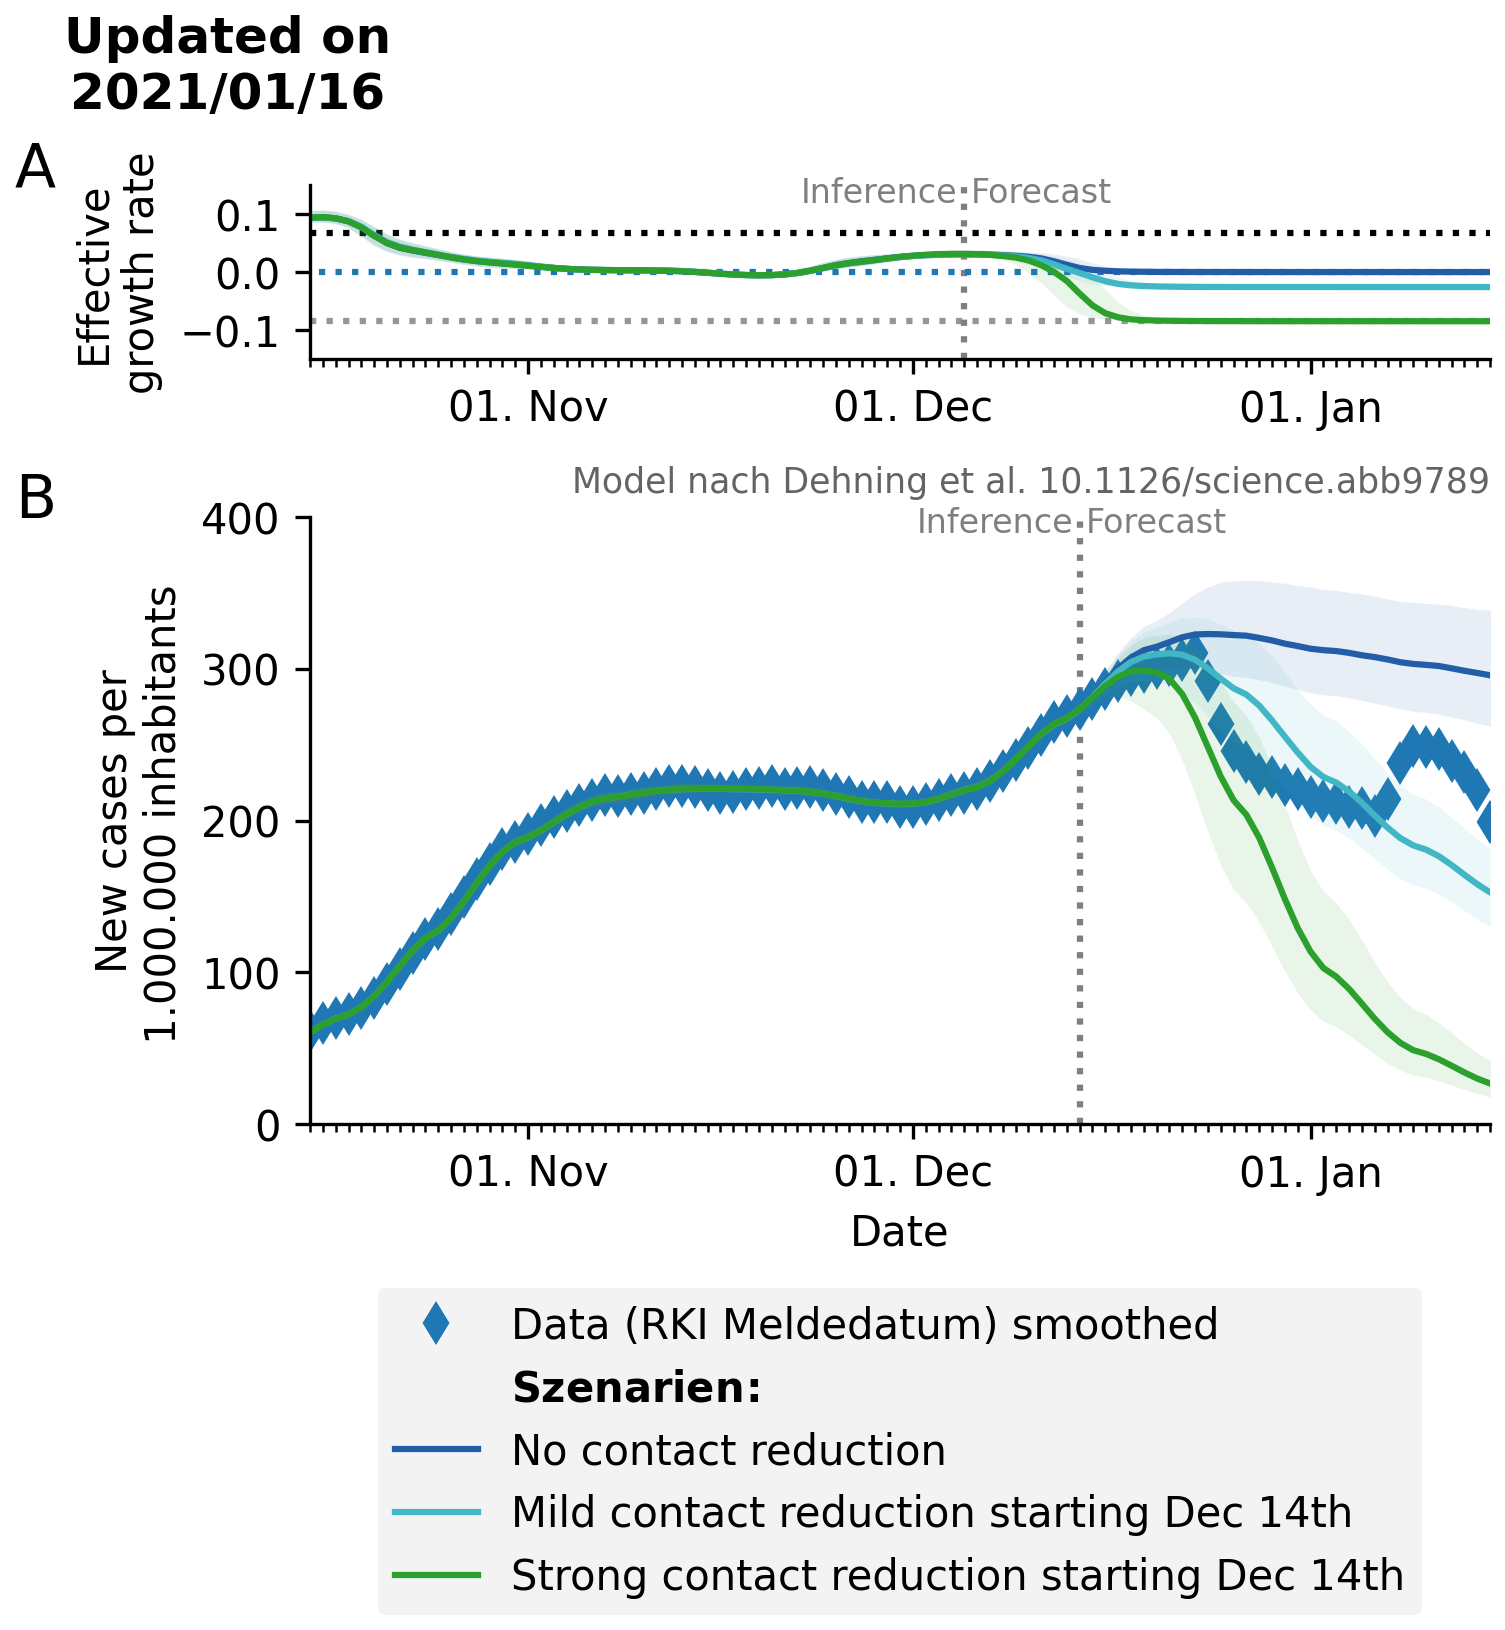 Updated on
2021/01/16
A
Effective
growth rate
0.1
0.0
−0.1
Inference
Forecast
01. Nov
01. Dec
01. Jan
B
Model nach Dehning et al. 10.1126/science.abb9789
Inference
Forecast
New cases per
1.000.000 inhabitants
400
300
200
100
0
01. Nov
01. Dec
01. Jan
Date
Data (RKI Meldedatum) smoothed
Szenarien:
No contact reduction
Mild contact reduction starting Dec 14th
Strong contact reduction starting Dec 14th